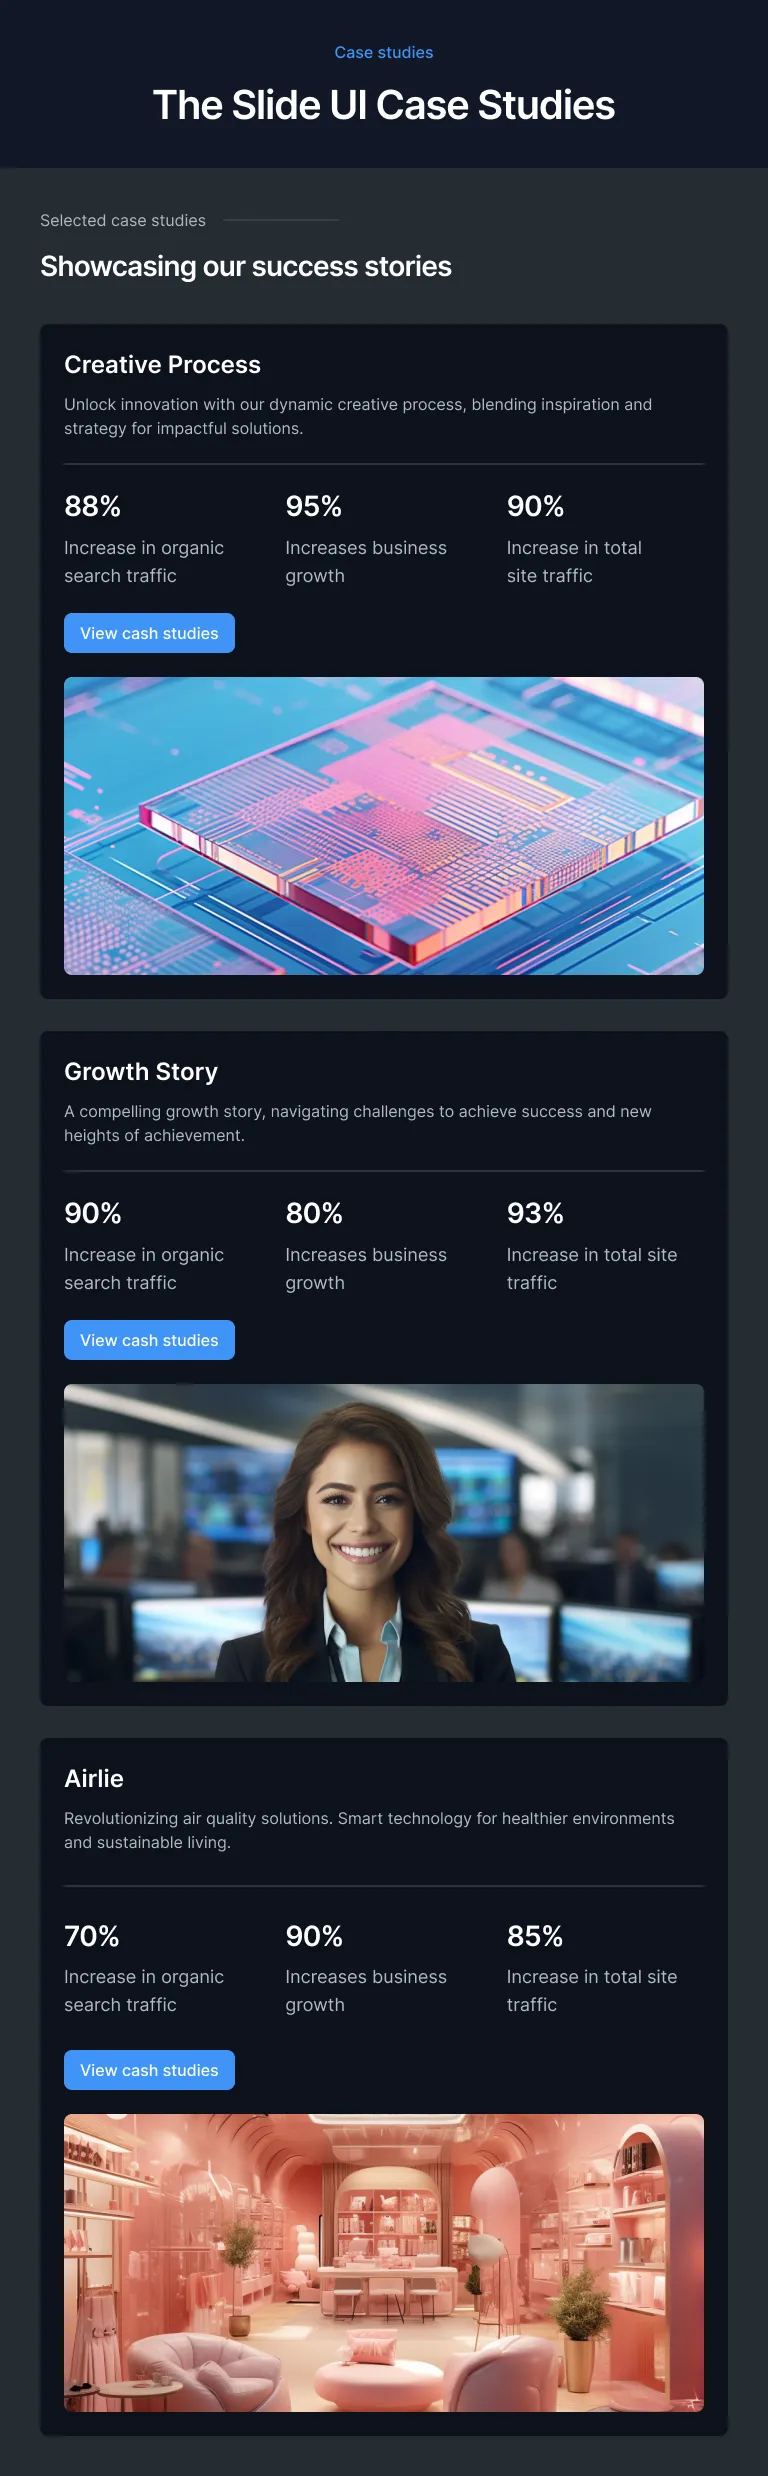 Case studies
The Slide UI Case Studies
Selected case studies
Showcasing our success stories
Creative Process
Unlock innovation with our dynamic creative process, blending inspiration and
strategy for impactful solutions.
88%
Increase in organic
search traffic
95%
Increases business
growth
90%
Increase in total
site traffic
View cash studies
Growth Story
A compelling growth story, navigating challenges to achieve success and new
heights of achievement.
90%
Increase in organic
search traffic
80%
Increases business
growth
93%
Increase in total site
traffic
View cash studies
Airlie
Revolutionizing air quality solutions. Smart technology for healthier environments
and sustainable living.
70%
Increase in organic
search traffic
90%
Increases business
growth
85%
Increase in total site
traffic
View cash studies